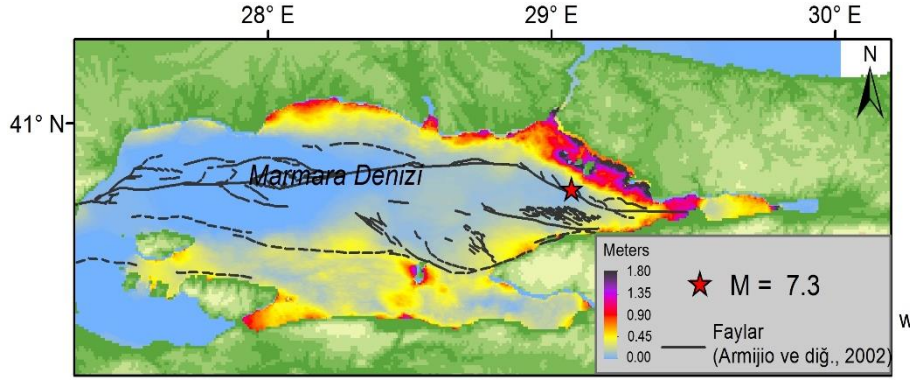 28° E
29° E
30° E
N
41° N
Marmara Denizi
Meters
1.80
1.35
0.90
0.45
0.00
M = 7.3
Faylar
(Armijio ve diğ., 2002)
w